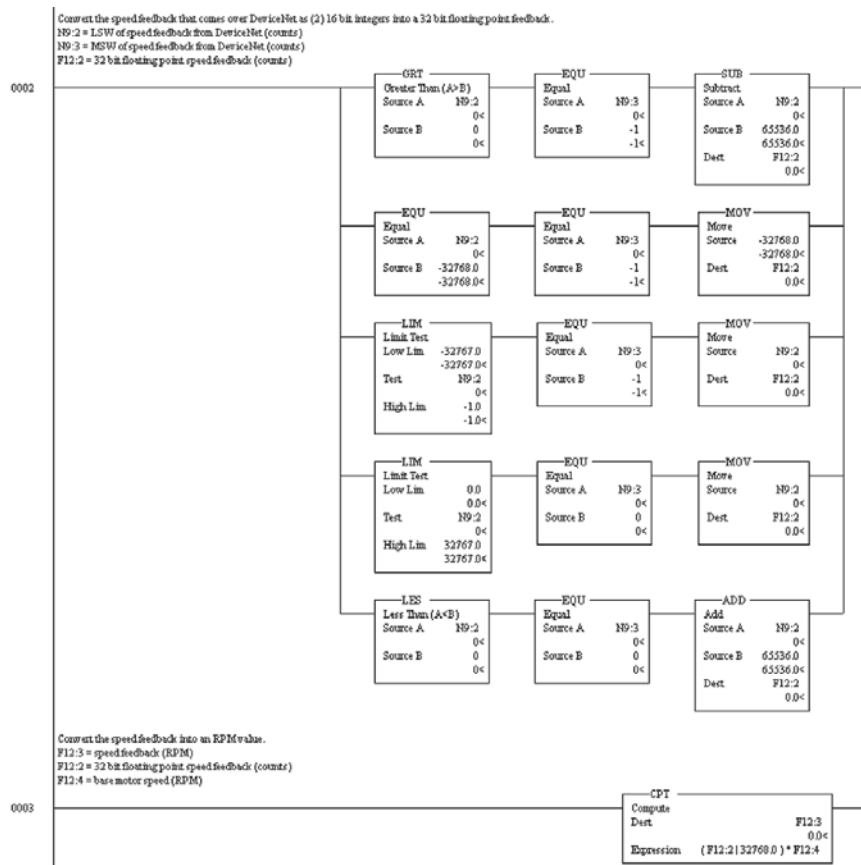 Convert the speed feedback that comes over DeviceNet as (2) 16 bit integers into a 32 bit floating point feedback.
N9:2 = LSW of speed feedback from DeviceNet (counts)
N9:3 = MSW of speed feedback from DeviceNet (counts)
F12:2 = 32 bit floating point speed feedback (counts)
0002
GRT
Greater Than (A>B)
Source A N9:2
0<
Source B 0
0<
EQU
Equal
Source A N9:3
0<
Source B -1
-1<
SUB
Subtract
Source A N9:2
0<
Source B 65536.0
65536.0<
Dest F12:2
0.0<
EQU
Equal
Source A N9:2
0<
Source B -32768.0
-32768.0<
EQU
Equal
Source A N9:3
0<
Source B -1
-1<
MOV
Move
Source -32768.0
-32768.0<
Dest F12:2
0.0<
LIM
Limit Test
Low Lim -32767.0
-32767.0<
Test N9:2
0<
High Lim -1.0
-1.0<
EQU
Equal
Source A N9:3
0<
Source B -1
-1<
MOV
Move
Source N9:2
0<
Dest F12:2
0.0<
LIM
Limit Test
Low Lim 0.0
0.0<
Test N9:2
0<
High Lim 32767.0
32767.0<
EQU
Equal
Source A N9:3
0<
Source B 0
0<
MOV
Move
Source N9:2
0<
Dest F12:2
0.0<
LES
Less Than (A<B)
Source A N9:2
0<
Source B 0
0<
EQU
Equal
Source A N9:3
0<
Source B 0
0<
ADD
Add
Source A N9:2
0<
Source B 65536.0
65536.0<
Dest F12:2
0.0<
Convert the speed feedback into an RPM value.
F12:3 = speed feedback (RPM)
F12:2 = 32 bit floating point speed feedback (counts)
F12:4 = base motor speed (RPM)
0003
CPT
Compute
Dest F12:3
0.0<
Expression ( F12:2 | 32768.0 ) * F12:4